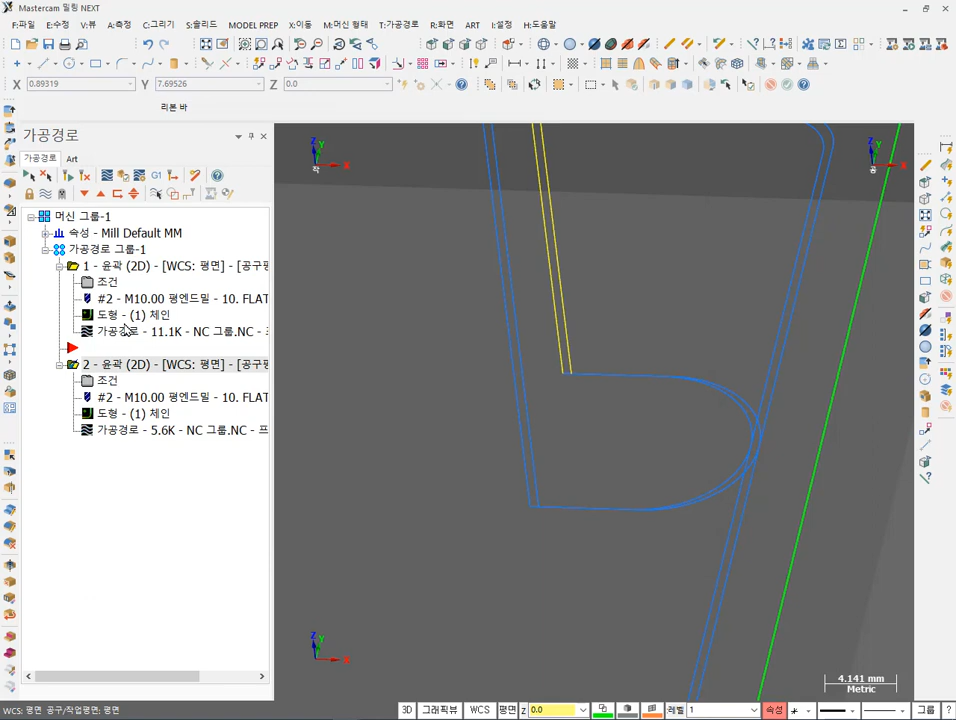 Mastercam 밀링 NEXT
F:파일 E:수정 V:뷰 A:측정 C:그리기 S:솔리드 MODEL PREP X:이동 M:머신 형태 T:가공경로 R:화면 ART I:설정 H:도움말
X 0.89319 Y 7.69526 Z 0.0
리본 바
가공경로
가공경로 Art
G1
머신 그룹-1
속성 - Mill Default MM
가공경로 그룹-1
1 - 윤곽 (2D) - [WCS: 평면] - [공구평
조건
#2 - M10.00 평엔드밀 - 10. FLAT
도형 - (1) 체인
가공경로 - 11.1K - NC 그룹.NC - 프
2 - 윤곽 (2D) - [WCS: 평면] - [공구평
조건
#2 - M10.00 평엔드밀 - 10. FLAT
도형 - (1) 체인
가공경로 - 5.6K - NC 그룹.NC - 프
Z Y X
작
Z Y X
공
Z Y X
4.141 mm
Metric
WCS: 평면 공구/작업평면: 평면
3D 그래픽뷰 WCS 평면 Z 0.0 레벨 1 속성 그룹